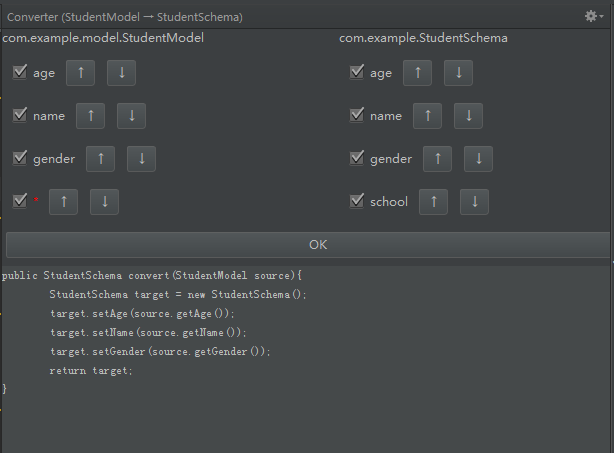 Converter (StudentModel → StudentSchema)
com.example.model.StudentModel com.example.StudentSchema
age ↑ ↓ age ↑ ↓
name ↑ ↓ name ↑ ↓
gender ↑ ↓ gender ↑ ↓
* ↑ ↓ school ↑ ↓
OK
public StudentSchema convert(StudentModel source){
        StudentSchema target = new StudentSchema();
        target.setAge(source.getAge());
        target.setName(source.getName());
        target.setGender(source.getGender());
        return target;
}